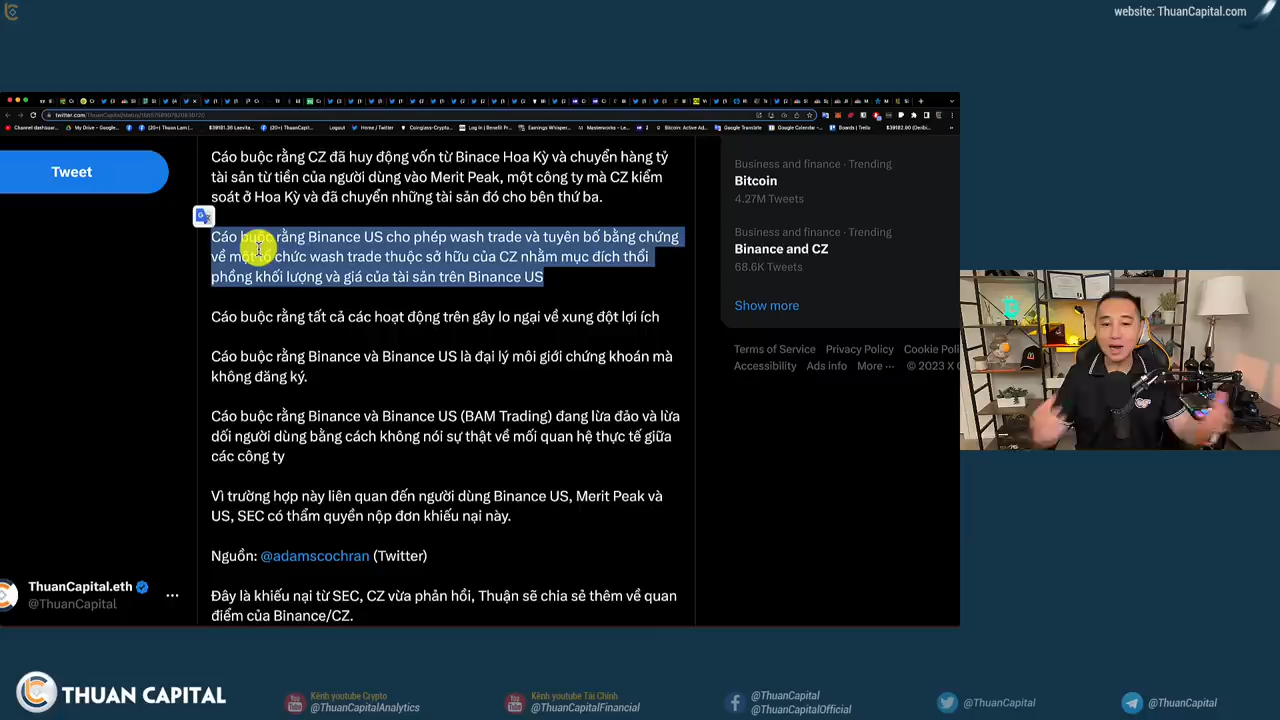 website: ThuanCapital.com
Tweet
Cáo buộc rằng CZ đã huy động vốn từ Binace Hoa Kỳ và chuyển hàng tỷ
tài sản từ tiền của người dùng vào Merit Peak, một công ty mà CZ kiểm
soát ở Hoa Kỳ và đã chuyển những tài sản đó cho bên thứ ba.
Cáo buộc rằng Binance US cho phép wash trade và tuyên bố bằng chứng
về một tổ chức wash trade thuộc sở hữu của CZ nhằm mục đích thổi
phồng khối lượng và giá của tài sản trên Binance US
Cáo buộc rằng tất cả các hoạt động trên gây lo ngại về xung đột lợi ích
Cáo buộc rằng Binance và Binance US là đại lý môi giới chứng khoán mà
không đăng ký.
Cáo buộc rằng Binance và Binance US (BAM Trading) đang lừa đảo và lừa
dối người dùng bằng cách không nói sự thật về mối quan hệ thực tế giữa
các công ty
Vì trường hợp này liên quan đến người dùng Binance US, Merit Peak và
US, SEC có thẩm quyền nộp đơn khiếu nại này.
Nguồn: @adamscochran (Twitter)
Đây là khiếu nại từ SEC, CZ vừa phản hồi, Thuận sẽ chia sẻ thêm về quan
điểm của Binance/CZ.
Business and finance · Trending
Bitcoin
4.27M Tweets
Business and finance · Trending
Binance and CZ
68.6K Tweets
Show more
Terms of Service Privacy Policy Cookie Poli
Accessibility Ads info More ··· © 2023 X C
ThuanCapital.eth
@ThuanCapital
THUAN CAPITAL
Kênh youtube Crypto
@ThuanCapitalAnalytics
Kênh youtube Tài Chính
@ThuanCapitalFinancial
@ThuanCapital
@ThuanCapitalOfficial
@ThuanCapital
@ThuanCapital